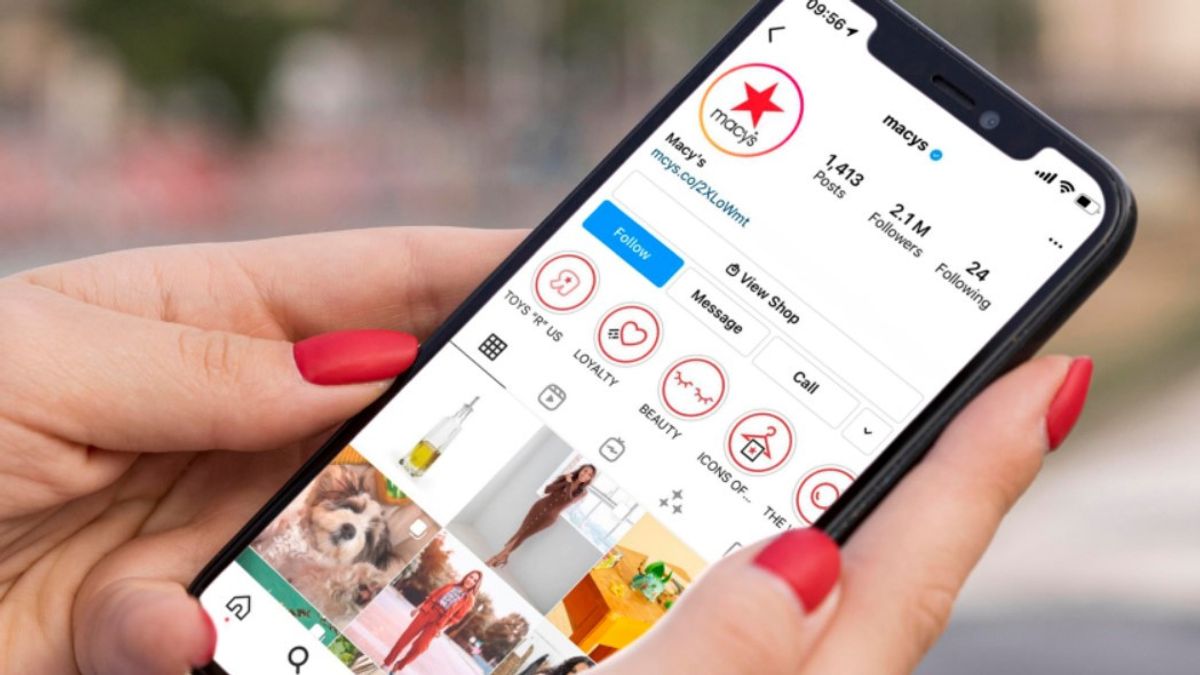 09:56
macys
macy's
1,413
Posts
2.1 M
Followers
24
Following
Macy's
mcys.co/2XLoWmt
View Shop
Follow
Message
Call
TOYS "R" US
LOYALTY
BEAUTY
ICONS OF...
THE